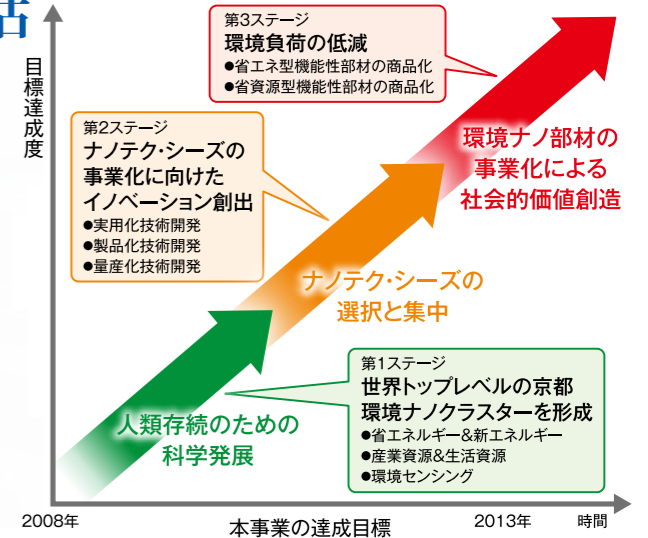 括
目標達成度
第3ステージ
環境負荷の低減
●省エネ型機能性部材の商品化
●省資源型機能性部材の商品化
環境ナノ部材の
事業化による
社会的価値創造
第2ステージ
ナノテク・シーズの
事業化に向けた
イノベーション創出
●実用化技術開発
●製品化技術開発
●量産化技術開発
ナノテク・シーズの
選択と集中
第1ステージ
世界トップレベルの京都
環境ナノクラスターを形成
●省エネルギー&新エネルギー
●産業資源&生活資源
●環境センシング
人類存続のための
科学発展
2008年
本事業の達成目標
2013年
時間